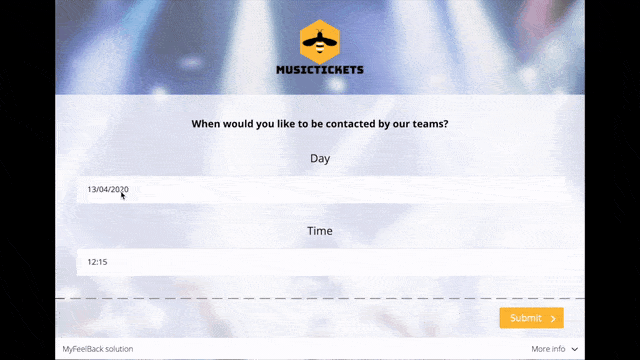 MUSICTICKETS
When would you like to be contacted by our teams?
Day
13/04/2020
Time
12:15
Submit
MyFeelBack solution
More info